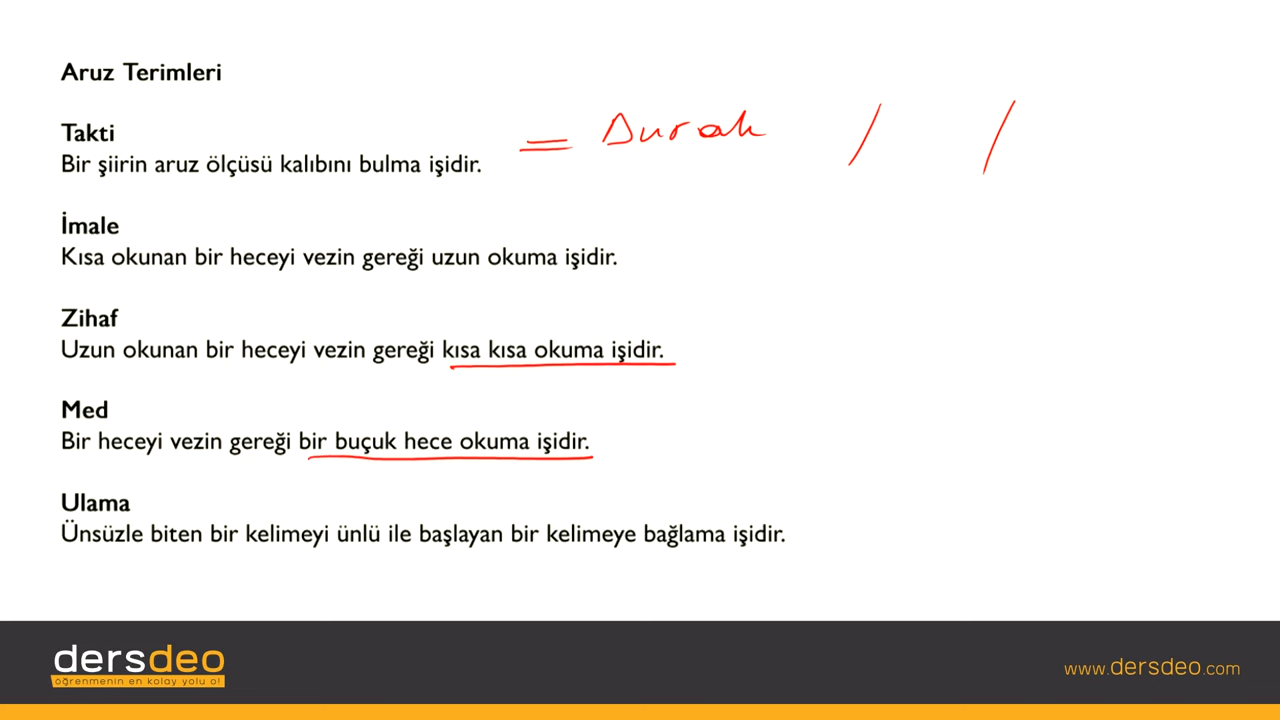 Aruz Terimleri
Takti
Bir şiirin aruz ölçüsü kalıbını bulma işidir.
= Durak / /
İmale
Kısa okunan bir heceyi vezin gereği uzun okuma işidir.
Zihaf
Uzun okunan bir heceyi vezin gereği kısa kısa okuma işidir.
Med
Bir heceyi vezin gereği bir buçuk hece okuma işidir.
Ulama
Ünsüzle biten bir kelimeyi ünlü ile başlayan bir kelimeye bağlama işidir.
dersdeo
öğrenmenin en kolay yolu o!
www.dersdeo.com